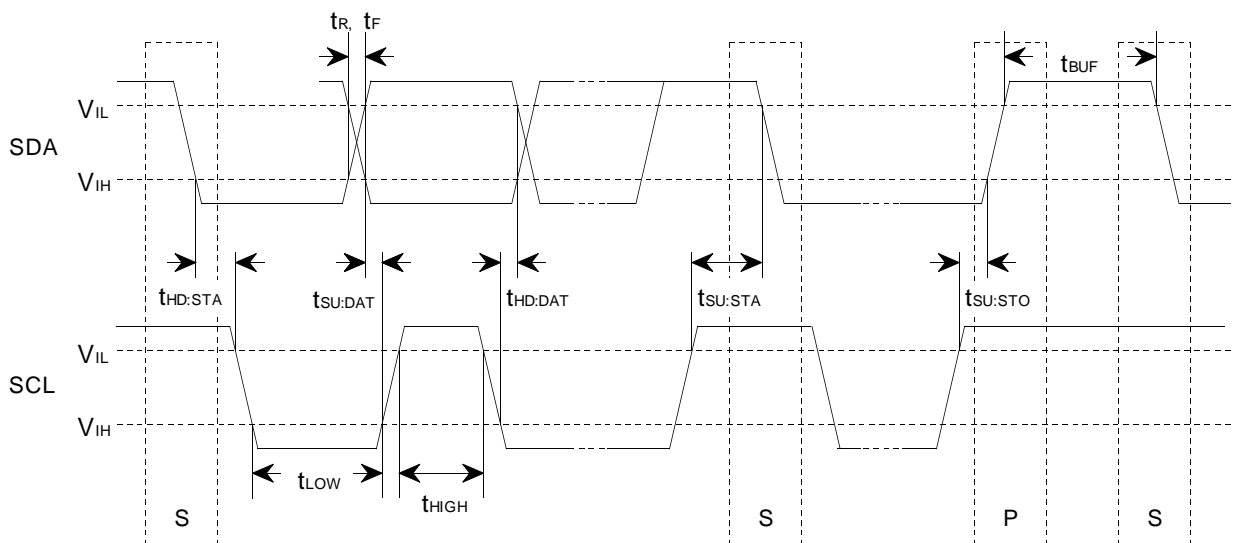 tR, tF
tBUF
VIL
SDA
VIH
tHD:STA
tSU:DAT
tHD:DAT
tSU:STA
tSU:STO
VIL
SCL
VIH
tLOW
tHIGH
S
S
P
S